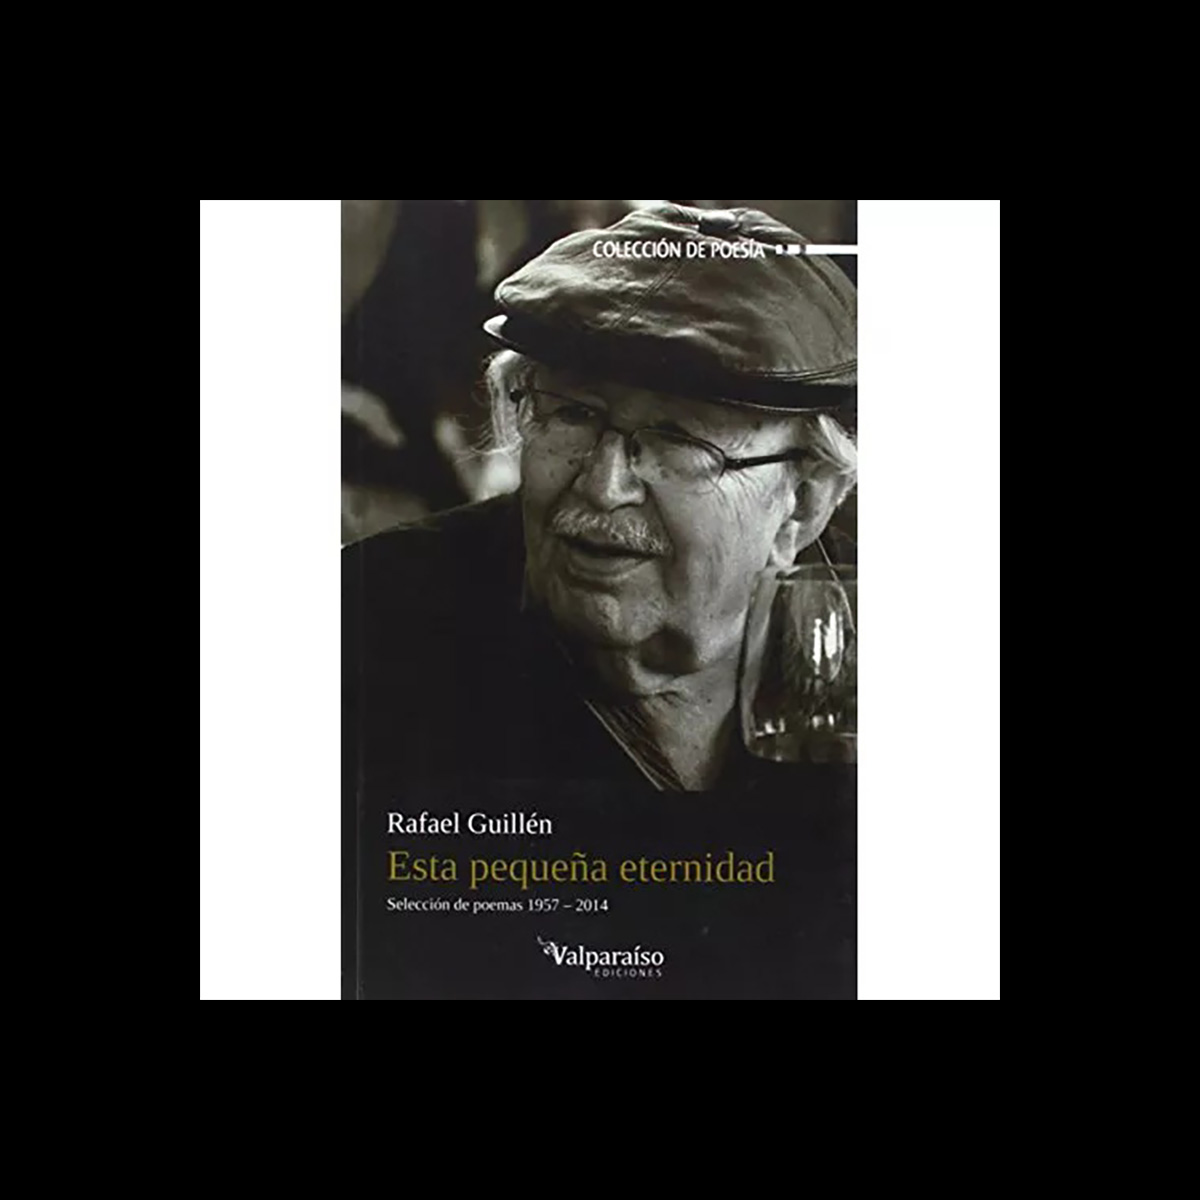 COLECCIÓN DE POESÍA
Rafael Guillén
Esta pequeña eternidad
Selección de poemas 1957 – 2014
Valparaíso
EDICIONES